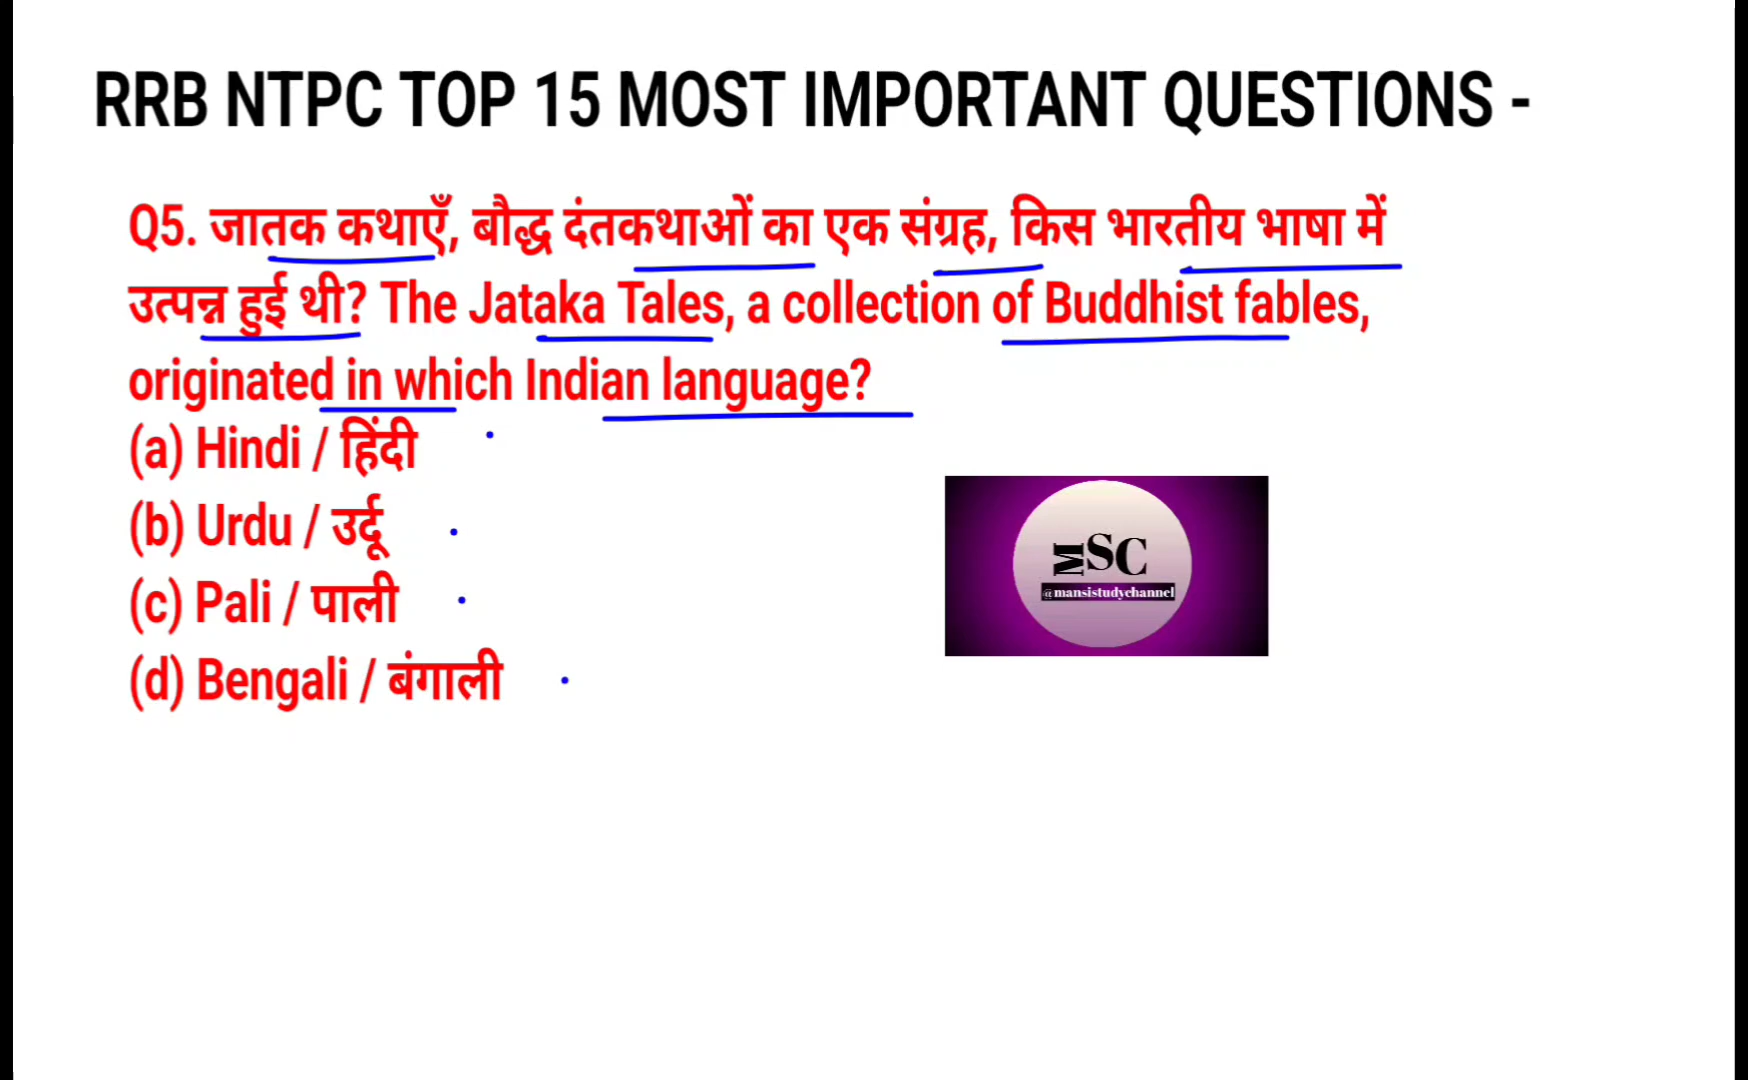 RRB NTPC TOP 15 MOST IMPORTANT QUESTIONS -
Q5. जातक कथाएँ, बौद्ध दंतकथाओं का एक संग्रह, किस भारतीय भाषा में
उत्पन्न हुई थी? The Jataka Tales, a collection of Buddhist fables,
originated in which Indian language?
(a) Hindi / हिंदी
(b) Urdu / उर्दू
(c) Pali / पाली
(d) Bengali / बंगाली
MSC
@mansistudychannel